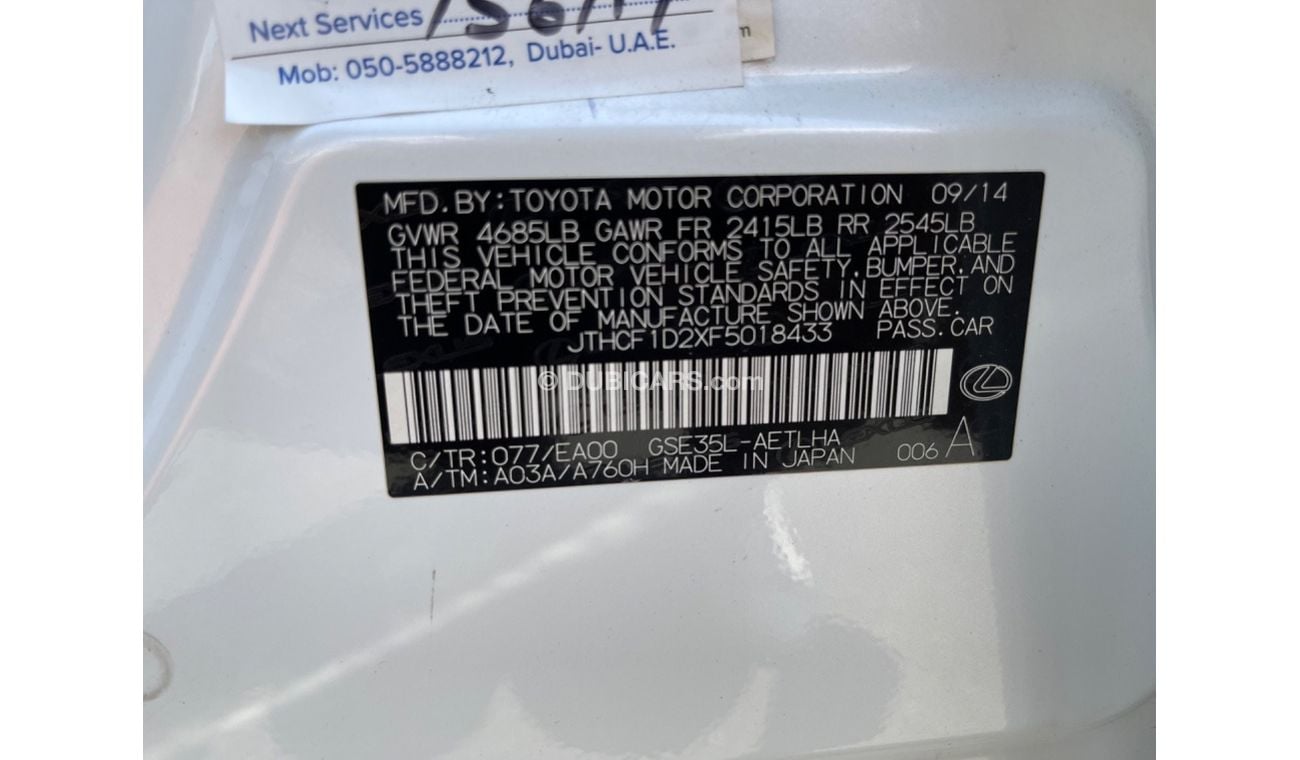 Next Services
Mob: 050-5888212, Dubai- U.A.E.
m
MFD.BY:TOYOTA MOTOR CORPORATION 09/14
GVWR 4685LB GAWR FR 2415LB RR 2545LB
THIS VEHICLE CONFORMS TO ALL APPLICABLE
FEDERAL MOTOR VEHICLE SAFETY,BUMPER,AND
THEFT PREVENTION STANDARDS IN EFFECT ON
THE DATE OF MANUFACTURE SHOWN ABOVE.
JTHCF1D2XF5018433 PASS.CAR
© DUBICARS.com
C/TR:077/EA00 GSE35L-AETLHA
A/TM:A03A/A760H MADE IN JAPAN 006 A